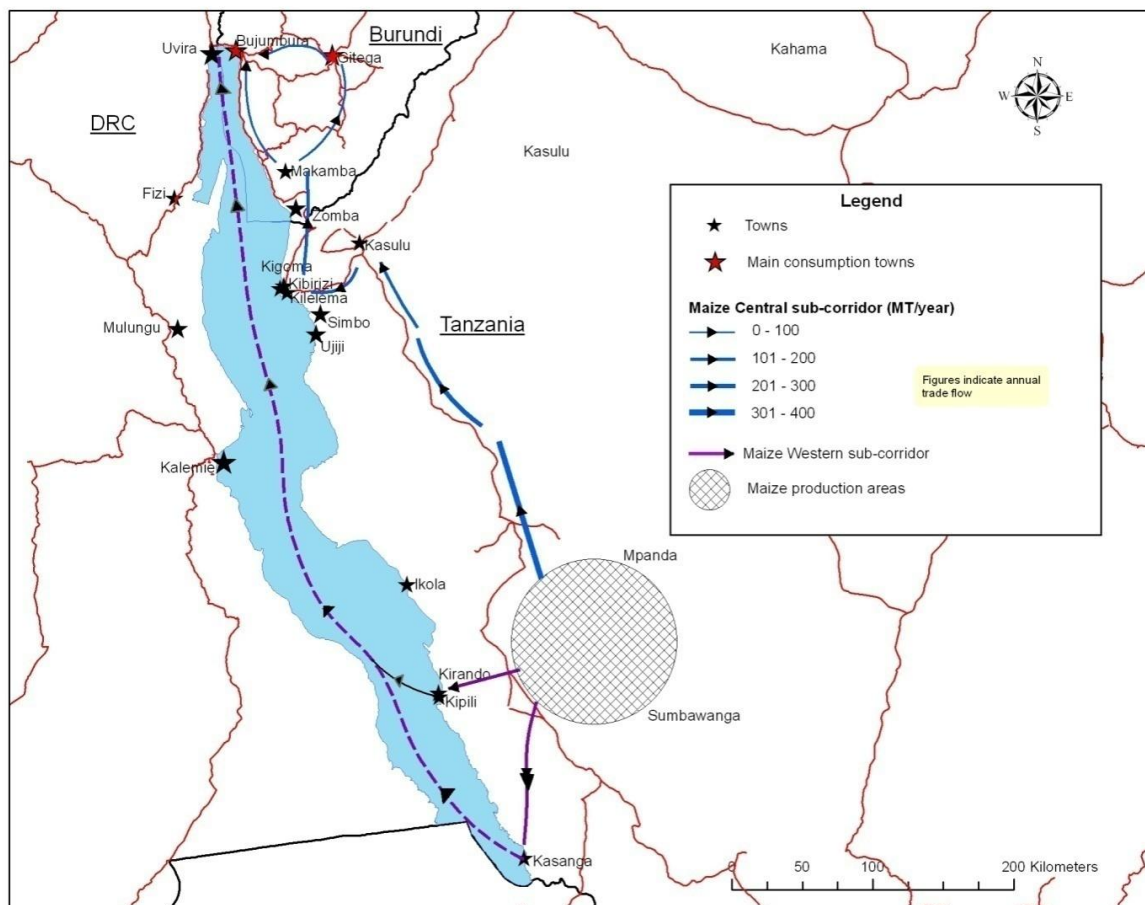 Uvira
Bujumbura
Burundi
Gitega
Kahama
N
W
E
S
DRC
Kasulu
Makamba
Fizi
Zomba
Kasulu
Kigoma
Kibirizi
Kilelema
Mulungu
Simbo
Ujiji
Tanzania
Kalemie
Ikola
Mpanda
Kirando
Kipili
Sumbawanga
Kasanga
Legend
Towns
Main consumption towns
Maize Central sub-corridor (MT/year)
0 - 100
101 - 200
201 - 300
301 - 400
Figures indicate annual
trade flow
Maize Western sub-corridor
Maize production areas
0 50 100 200 Kilometers